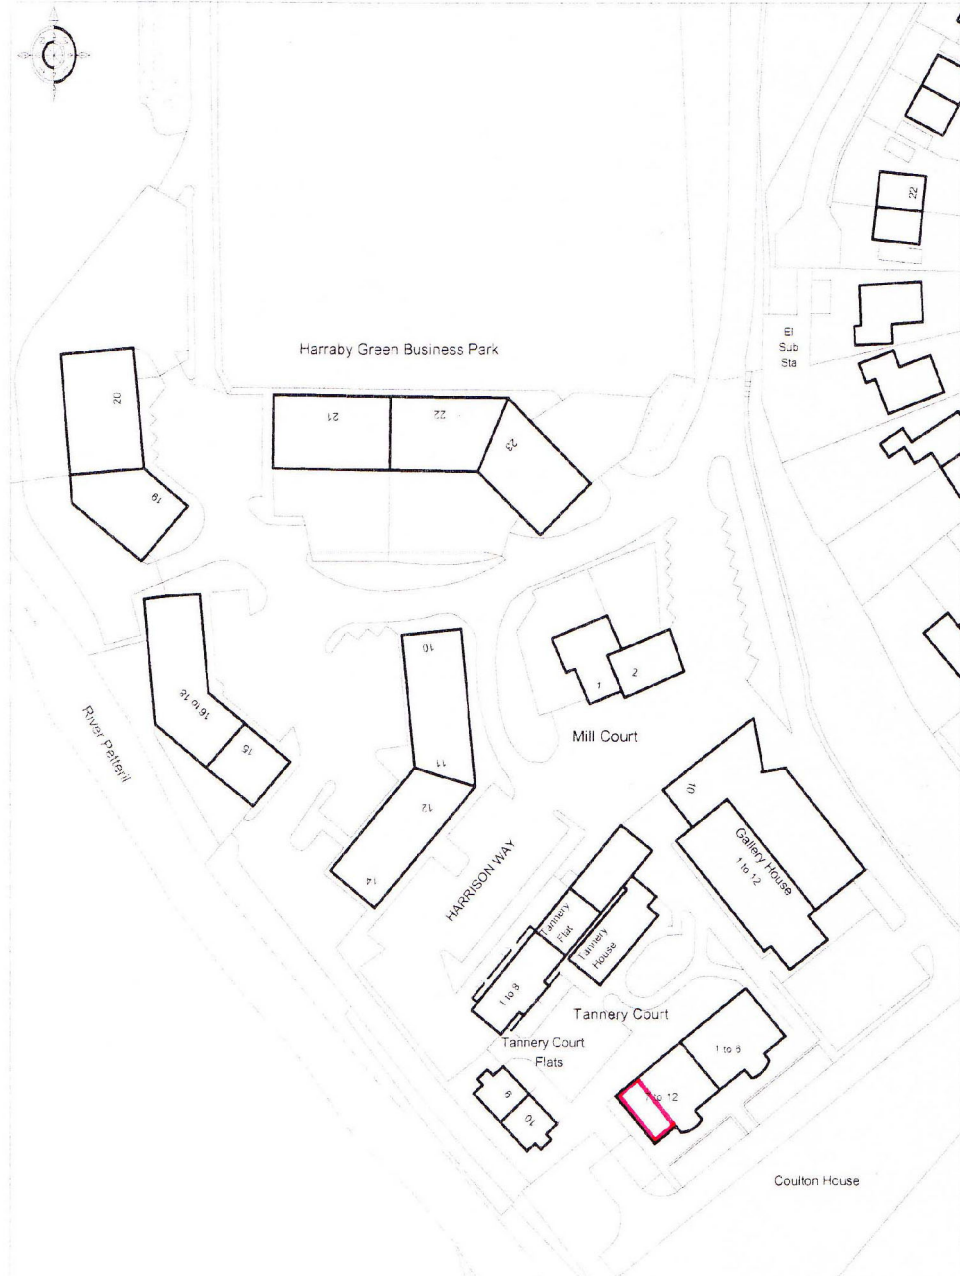 22
El
Sub
Sta
Harraby Green Business Park
20
21
22
23
19
16 to 18
15
10
11
12
14
1
2
Mill Court
River Petteril
HARRISON WAY
10
Gallery House
1 to 12
Tannery
Flat
Tannery
House
1 to 8
Tannery Court
Tannery Court
Flats
9
10
1 to 6
to 12
Coulton House